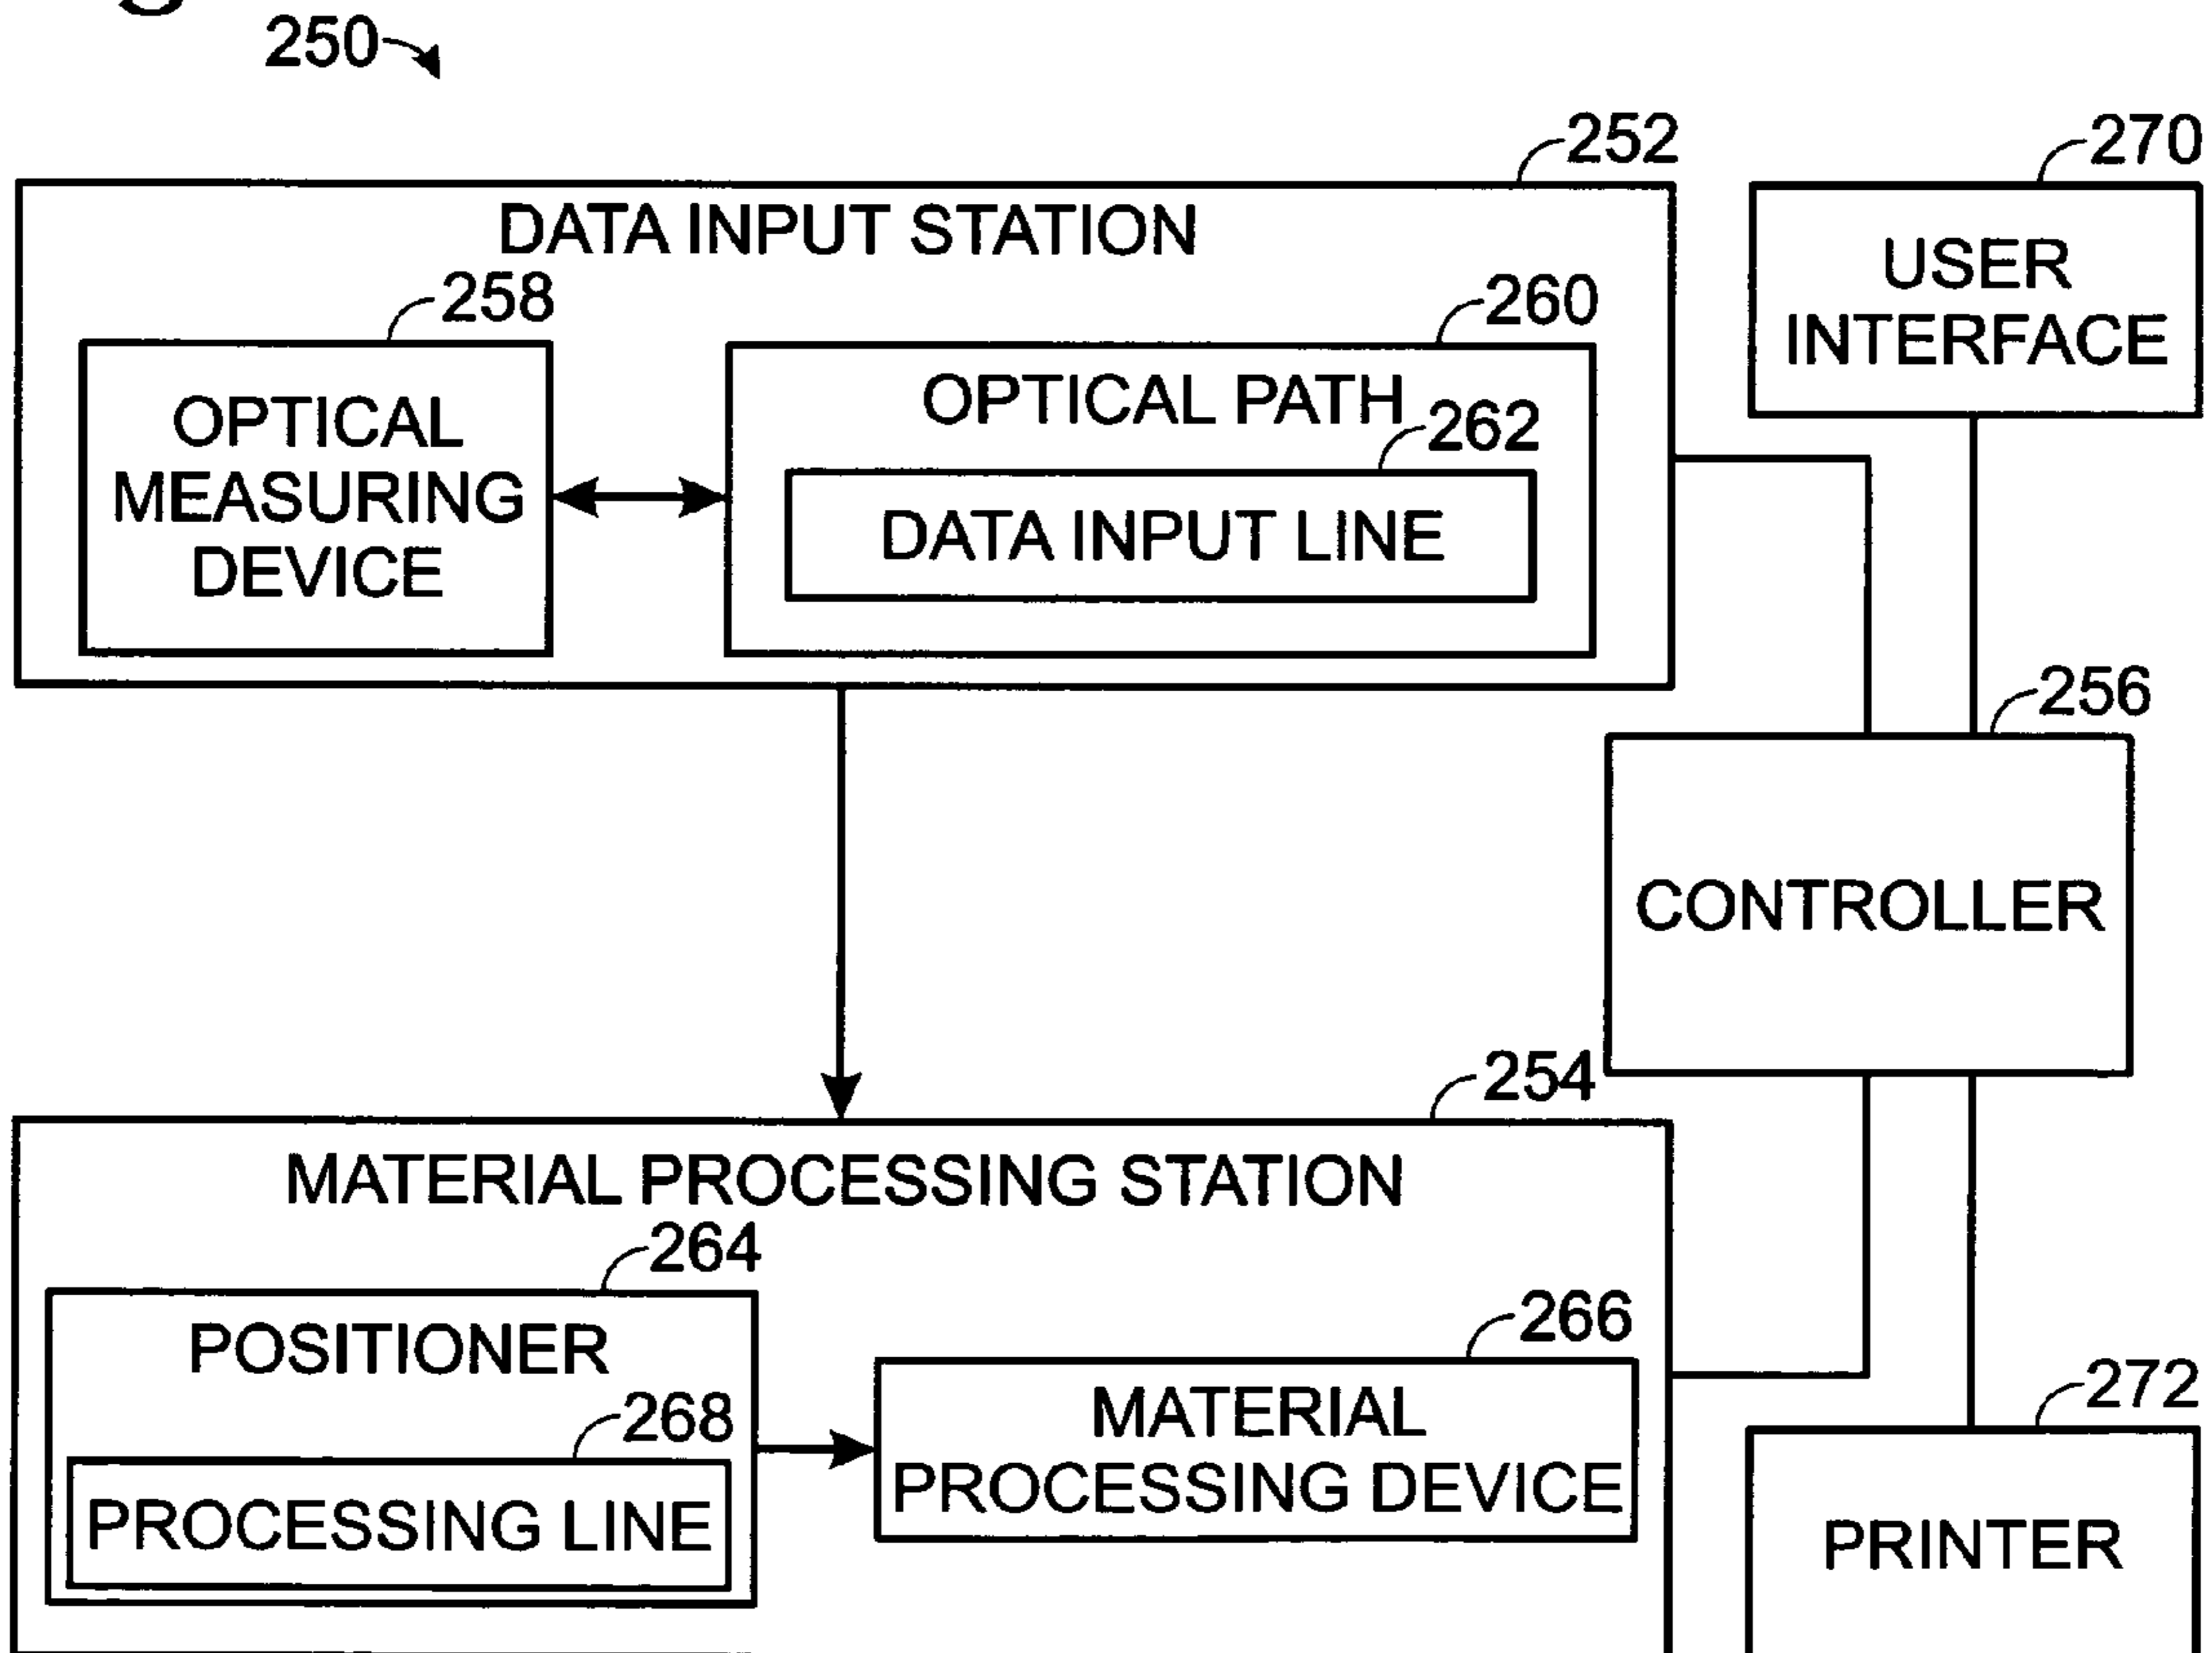 250
252
270
DATA INPUT STATION
258
260
USER
INTERFACE
OPTICAL
MEASURING
DEVICE
OPTICAL PATH
262
DATA INPUT LINE
256
CONTROLLER
254
MATERIAL PROCESSING STATION
264
POSITIONER
266
268
MATERIAL
PROCESSING DEVICE
272
PROCESSING LINE
PRINTER